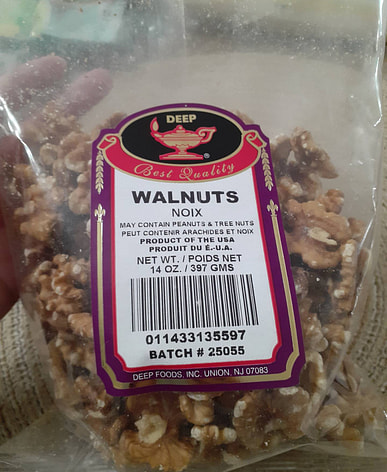 DEEP
®
Best Quality
WALNUTS
NOIX
MAY CONTAIN PEANUTS & TREE NUTS
PEUT CONTENIR ARACHIDES ET NOIX
PRODUCT OF THE USA
PRODUIT DU É.-U.A.
NET WT. / POIDS NET
14 OZ. / 397 GMS
011433135597
BATCH # 25055
DEEP FOODS, INC. UNION, NJ 07083